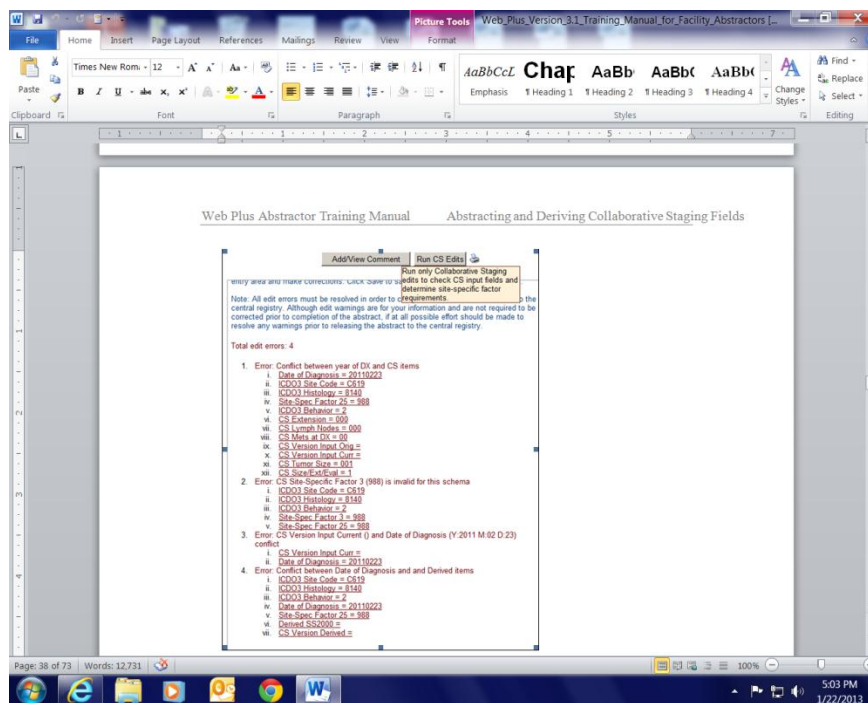 Picture Tools
Web_Plus_Version_3.1_Training_Manual_for_Facility_Abstractors [...
File Home Insert Page Layout References Mailings Review View Format
Times New Rom 12
Paste
Find
Replace
Select
AaBbCcL Chap AaBb AaBb( AaBb(
Emphasis ¶ Heading 1 ¶ Heading 2 ¶ Heading 3 ¶ Heading 4
Change Styles
Clipboard Font Paragraph Styles Editing
Web Plus Abstractor Training Manual Abstracting and Deriving Collaborative Staging Fields
Add/View Comment Run CS Edits
Run only Collaborative Staging
edits to check CS input fields and
determine site-specific factor
requirements.
entry area and make corrections. Click Save to
Note: All edit errors must be resolved in order to
the
central registry. Although edit warnings are for your information and are not required to be
corrected prior to completion of the abstract, if at all possible effort should be made to
resolve any warnings prior to releasing the abstract to the central registry.
Total edit errors: 4
1. Error: Conflict between year of DX and CS items
i. Date of Diagnosis = 20110223
ii. ICDO3 Site Code = C619
iii. ICDO3 Histology = 8140
iv. Site-Spec Factor 25 = 988
v. ICDO3 Behavior = 2
vi. CS Extension = 000
vii. CS Lymph Nodes = 000
viii. CS Mets at DX = 00
ix. CS Version Input Orig =
x. CS Version Input Curr =
xi. CS Tumor Size = 001
xii. CS Size/Ext/Eval = 1
2. Error: CS Site-Specific Factor 3 (988) is invalid for this schema
i. ICDO3 Site Code = C619
ii. ICDO3 Histology = 8140
iii. ICDO3 Behavior = 2
iv. Site-Spec Factor 3 = 988
v. Site-Spec Factor 25 = 988
3. Error: CS Version Input Current () and Date of Diagnosis (Y:2011 M:02 D:23)
conflict
i. CS Version Input Curr =
ii. Date of Diagnosis = 20110223
4. Error: Conflict between Date of Diagnosis and and Derived items
i. ICDO3 Site Code = C619
ii. ICDO3 Histology = 8140
iii. ICDO3 Behavior = 2
iv. Date of Diagnosis = 20110223
v. Site-Spec Factor 25 = 988
vi. Derived SS2000 =
vii. CS Version Derived =
Page: 38 of 73 Words: 12,731 100%
5:03 PM
1/22/2013